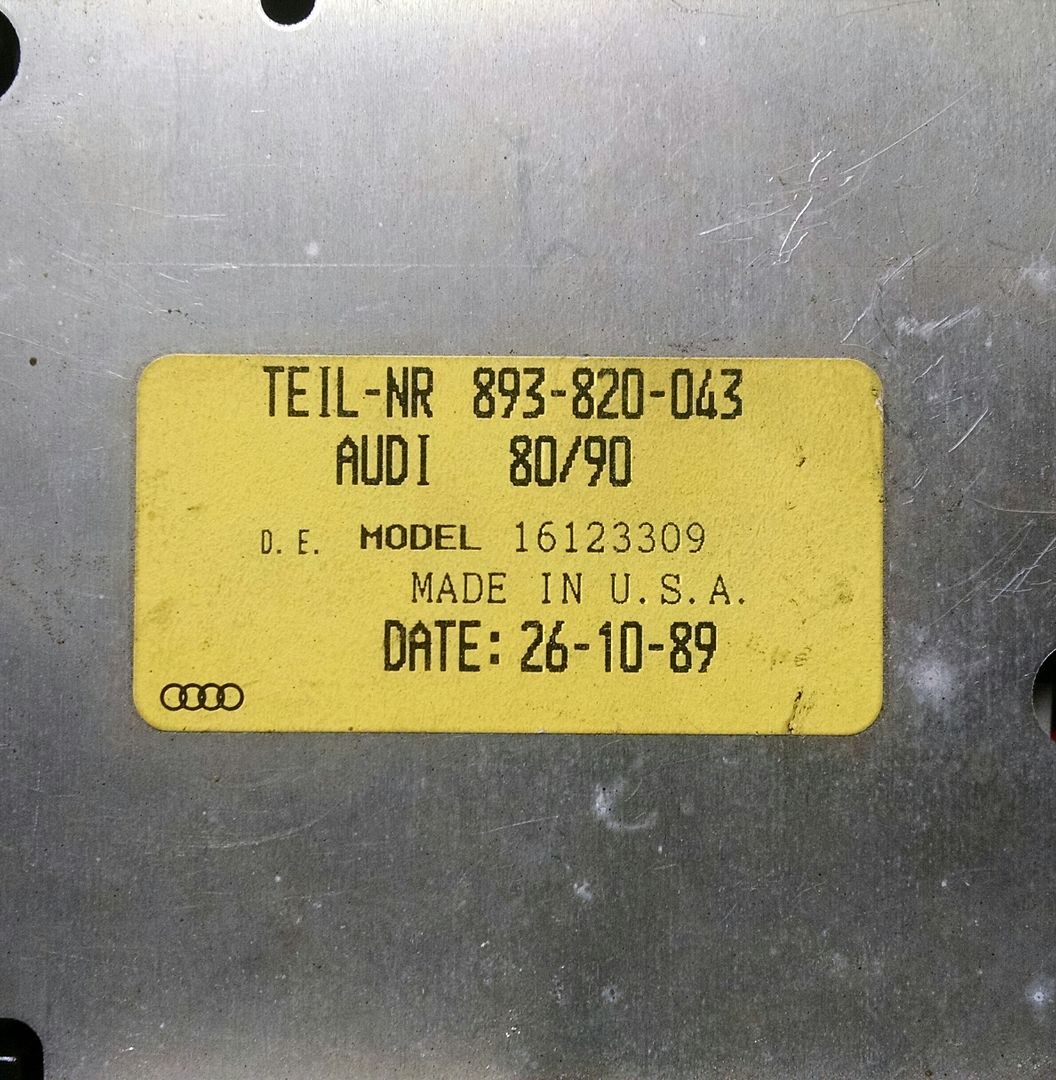 TEIL-NR 893-820-043
AUDI 80/90
D. E. MODEL 16123309
MADE IN U.S.A.
DATE: 26-10-89